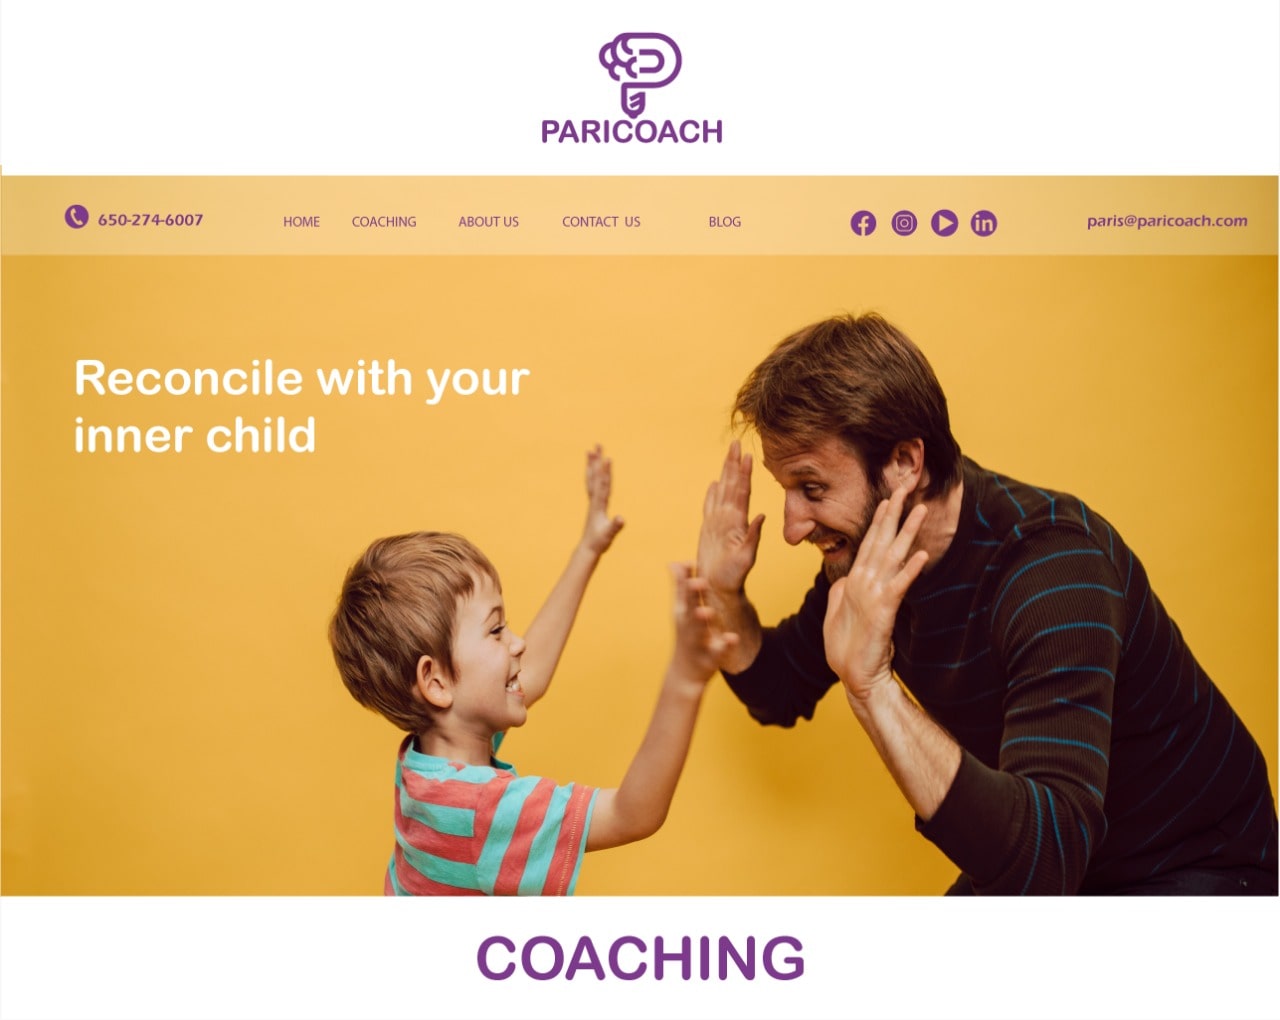 PARICOACH
650-274-6007
HOME
COACHING
ABOUT US
CONTACT US
BLOG
paris@paricoach.com
Reconcile with your
inner child
COACHING